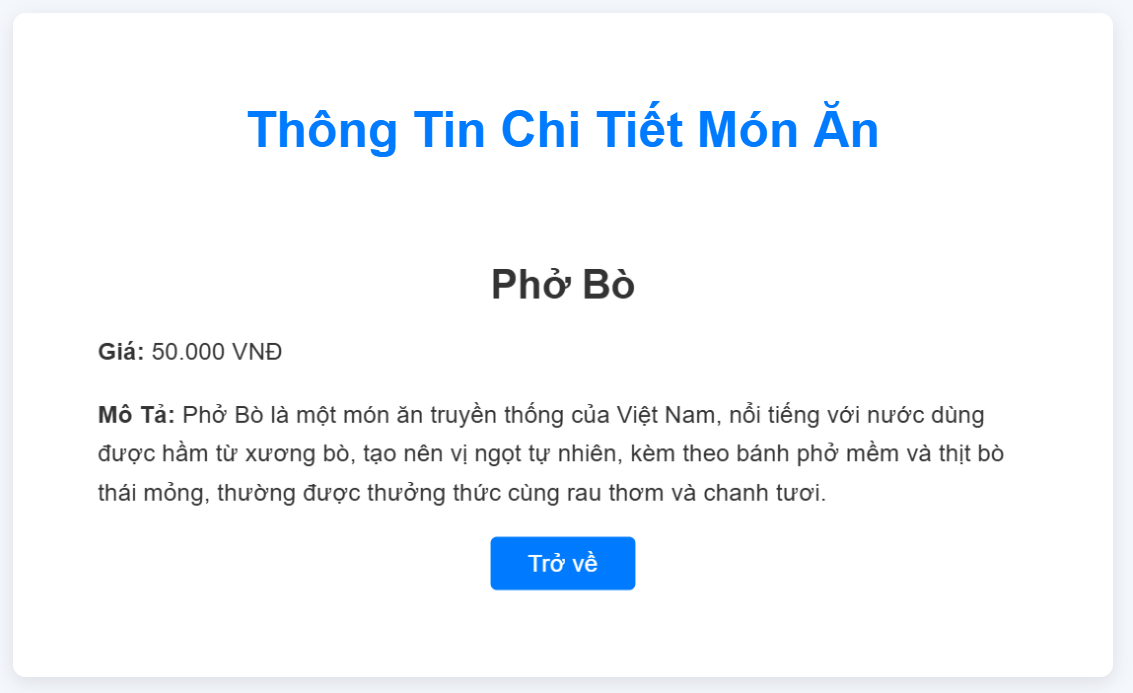 Thông Tin Chi Tiết Món Ăn
Phở Bò
Giá: 50.000 VNĐ
Mô Tả: Phở Bò là một món ăn truyền thống của Việt Nam, nổi tiếng với nước dùng
được hầm từ xương bò, tạo nên vị ngọt tự nhiên, kèm theo bánh phở mềm và thịt bò
thái mỏng, thường được thưởng thức cùng rau thơm và chanh tươi.
Trở về